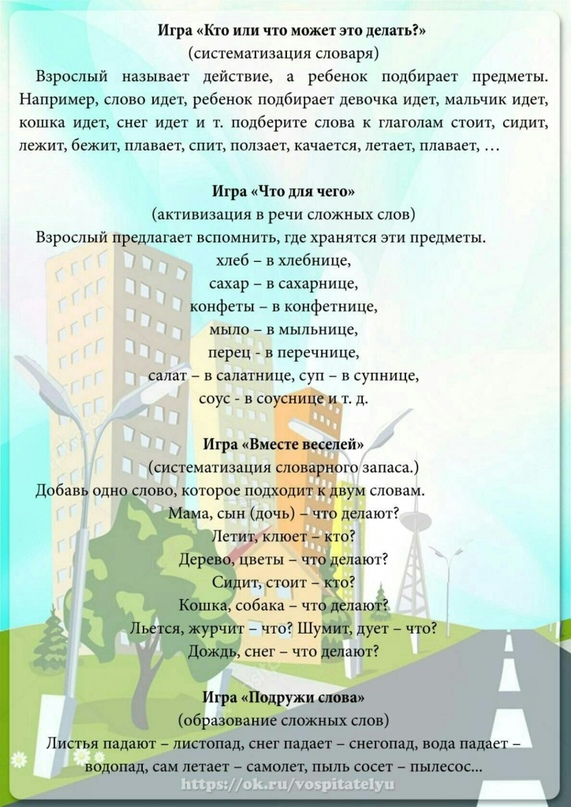 Игра «Кто или что может это делать?»
(систематизация словаря)
Взрослый называет действие, а ребенок подбирает предметы.
Например, слово идет, ребенок подбирает девочка идет, мальчик идет,
кошка идет, снег идет и т. подберите слова к глаголам стоит, сидит,
лежит, бежит, плавает, спит, ползает, качается, летает, плавает, …
Игра «Что для чего»
(активизация в речи сложных слов)
Взрослый предлагает вспомнить, где хранятся эти предметы.
хлеб – в хлебнице,
сахар – в сахарнице,
конфеты – в конфетнице,
мыло – в мыльнице,
перец - в перечнице,
салат – в салатнице, суп – в супнице,
соус - в соуснице и т. д.
Игра «Вместе веселей»
(систематизация словарного запаса.)
Добавь одно слово, которое подходит к двум словам.
Мама, сын (дочь) – что делают?
Летит, клюет – кто?
Дерево, цветы – что делают?
Сидит, стоит – кто?
Кошка, собака – что делают?
Льется, журчит – что? Шумит, дует – что?
Дождь, снег – что делает?
Игра «Подружи слова»
(образование сложных слов)
Листья падают – листопад, снег падает – снегопад, вода падает –
водопад, сам летает – самолет, пыль сосет – пылесос...
https://ok.ru/vospitatelyu